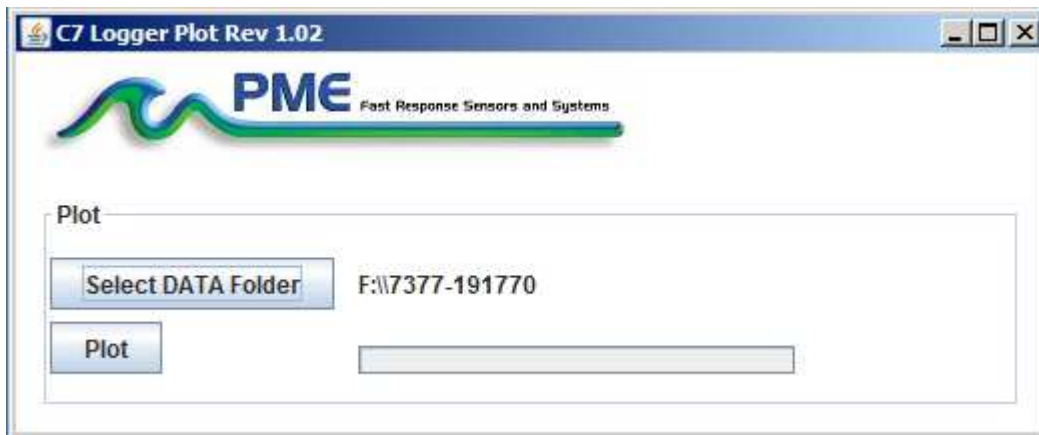 C7 Logger Plot Rev 1.02
PME Fast Response Sensors and Systems
Plot
Select DATA Folder F:\\7377-191770
Plot